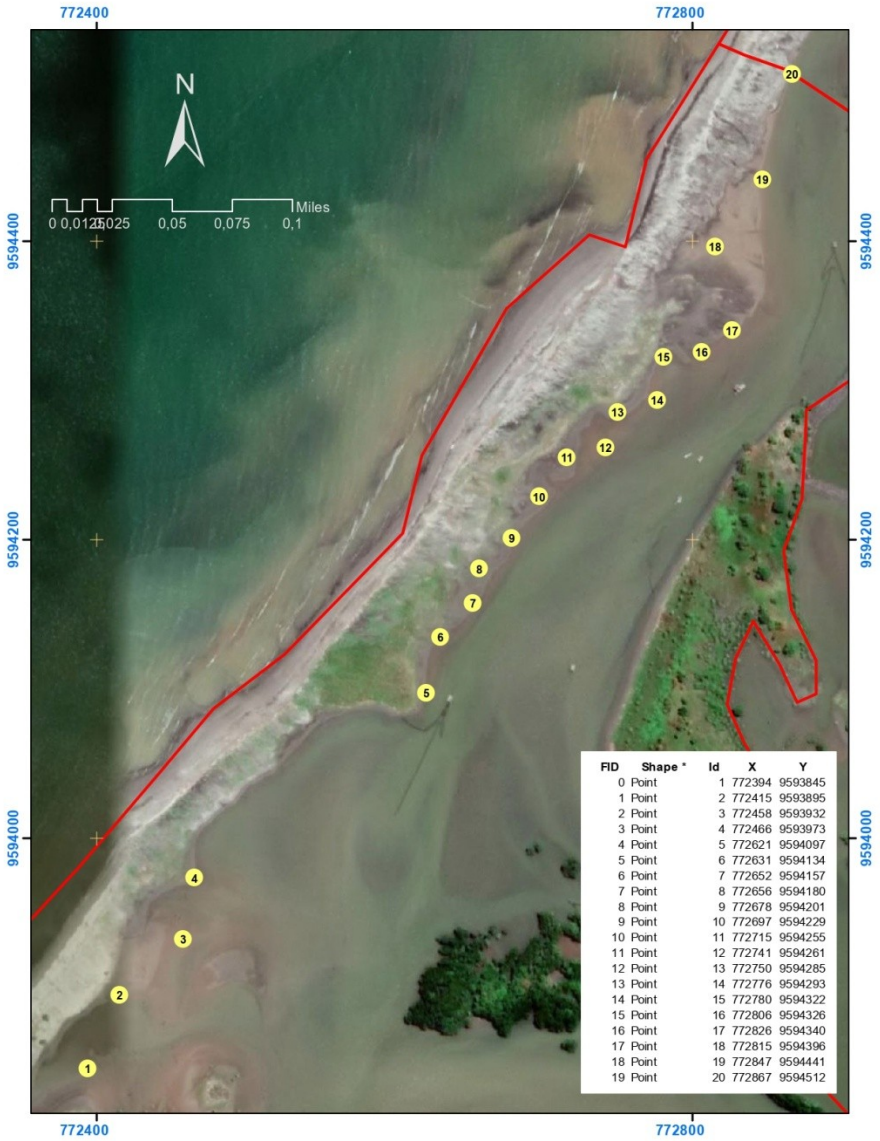 772400 772800
N
Miles
0 0,0125 0,025 0,05 0,075 0,1
20
19
9594400 9594400
18
17
16
15
14
13
12
11
10
9594200 9594200
9
8
7
6
5
FID Shape * Id X Y
0 Point 1 772394 9593845
1 Point 2 772415 9593895
2 Point 3 772458 9593932
3 Point 4 772466 9593973
4 Point 5 772621 9594097
5 Point 6 772631 9594134
6 Point 7 772652 9594157
7 Point 8 772656 9594180
8 Point 9 772678 9594201
9 Point 10 772697 9594229
10 Point 11 772715 9594255
11 Point 12 772741 9594261
12 Point 13 772750 9594285
13 Point 14 772776 9594293
14 Point 15 772780 9594322
15 Point 16 772806 9594326
16 Point 17 772826 9594340
17 Point 18 772815 9594396
18 Point 19 772847 9594441
19 Point 20 772867 9594512
9594000 9594000
4
3
2
1
772400 772800